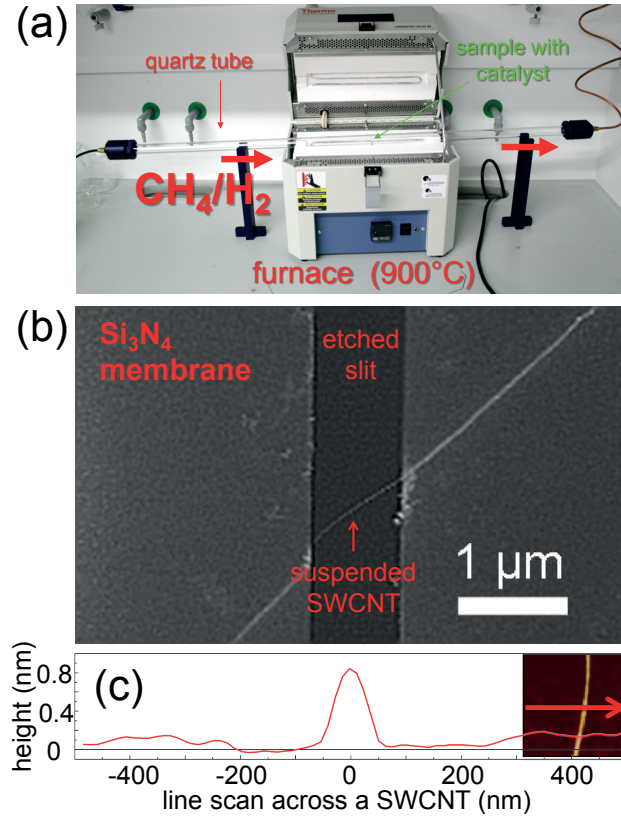 (a)
Thermo
quartz tube
sample with
catalyst
CH₄/H₂
furnace (900°C)
(b)
Si₃N₄
membrane
etched
slit
suspended
SWCNT
1 μm
(c)
height (nm)
0.8
0.4
0
-400 -200 0 200 400
line scan across a SWCNT (nm)